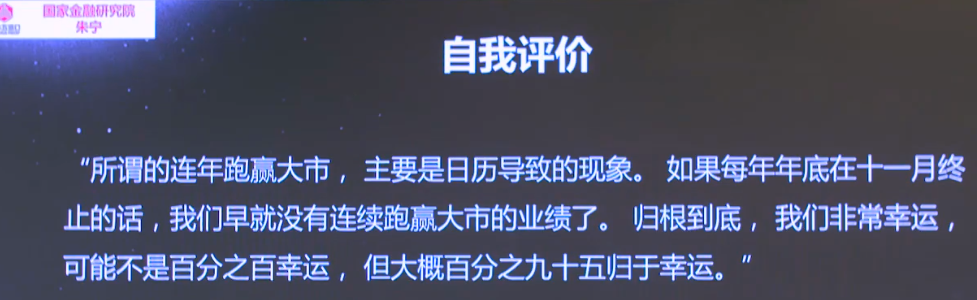 国家金融研究院
朱宁
自我评价
“所谓的连年跑赢大市，主要是日历导致的现象。如果每年年底在十一月终
止的话，我们早就没有连续跑赢大市的业绩了。归根到底，我们非常幸运，
可能不是百分之百幸运，但大概百分之九十五归于幸运。”